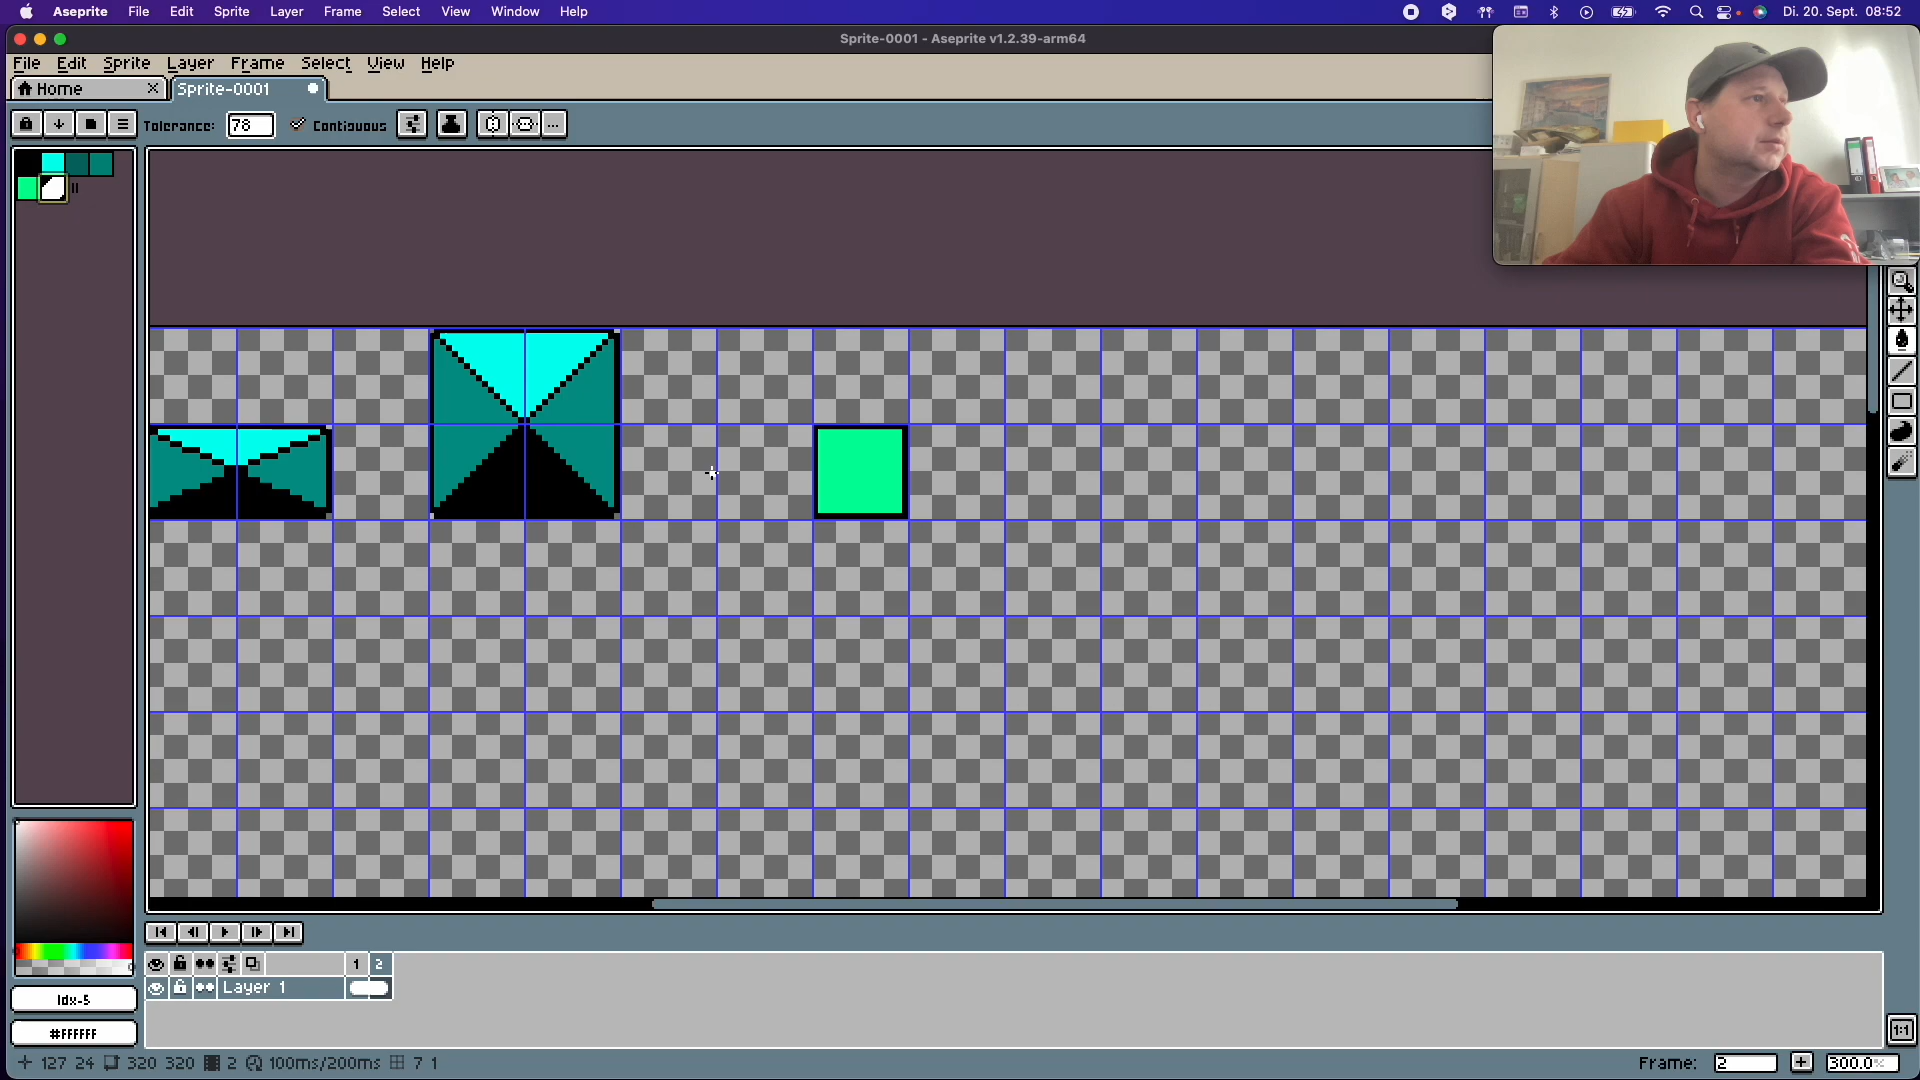 Aseprite File Edit Sprite Layer Frame Select View Window Help Di. 20. Sept. 08:52
Sprite-0001 - Aseprite v1.2.39-arm64
File Edit Sprite Layer Frame Select View Help
Home Sprite-0001
Tolerance: 78 Contiguous
1 2
Layer 1
Idx-5
#FFFFFF
1:1
127 24 320 320 2 100ms/200ms 7 1 Frame: 2 300.0